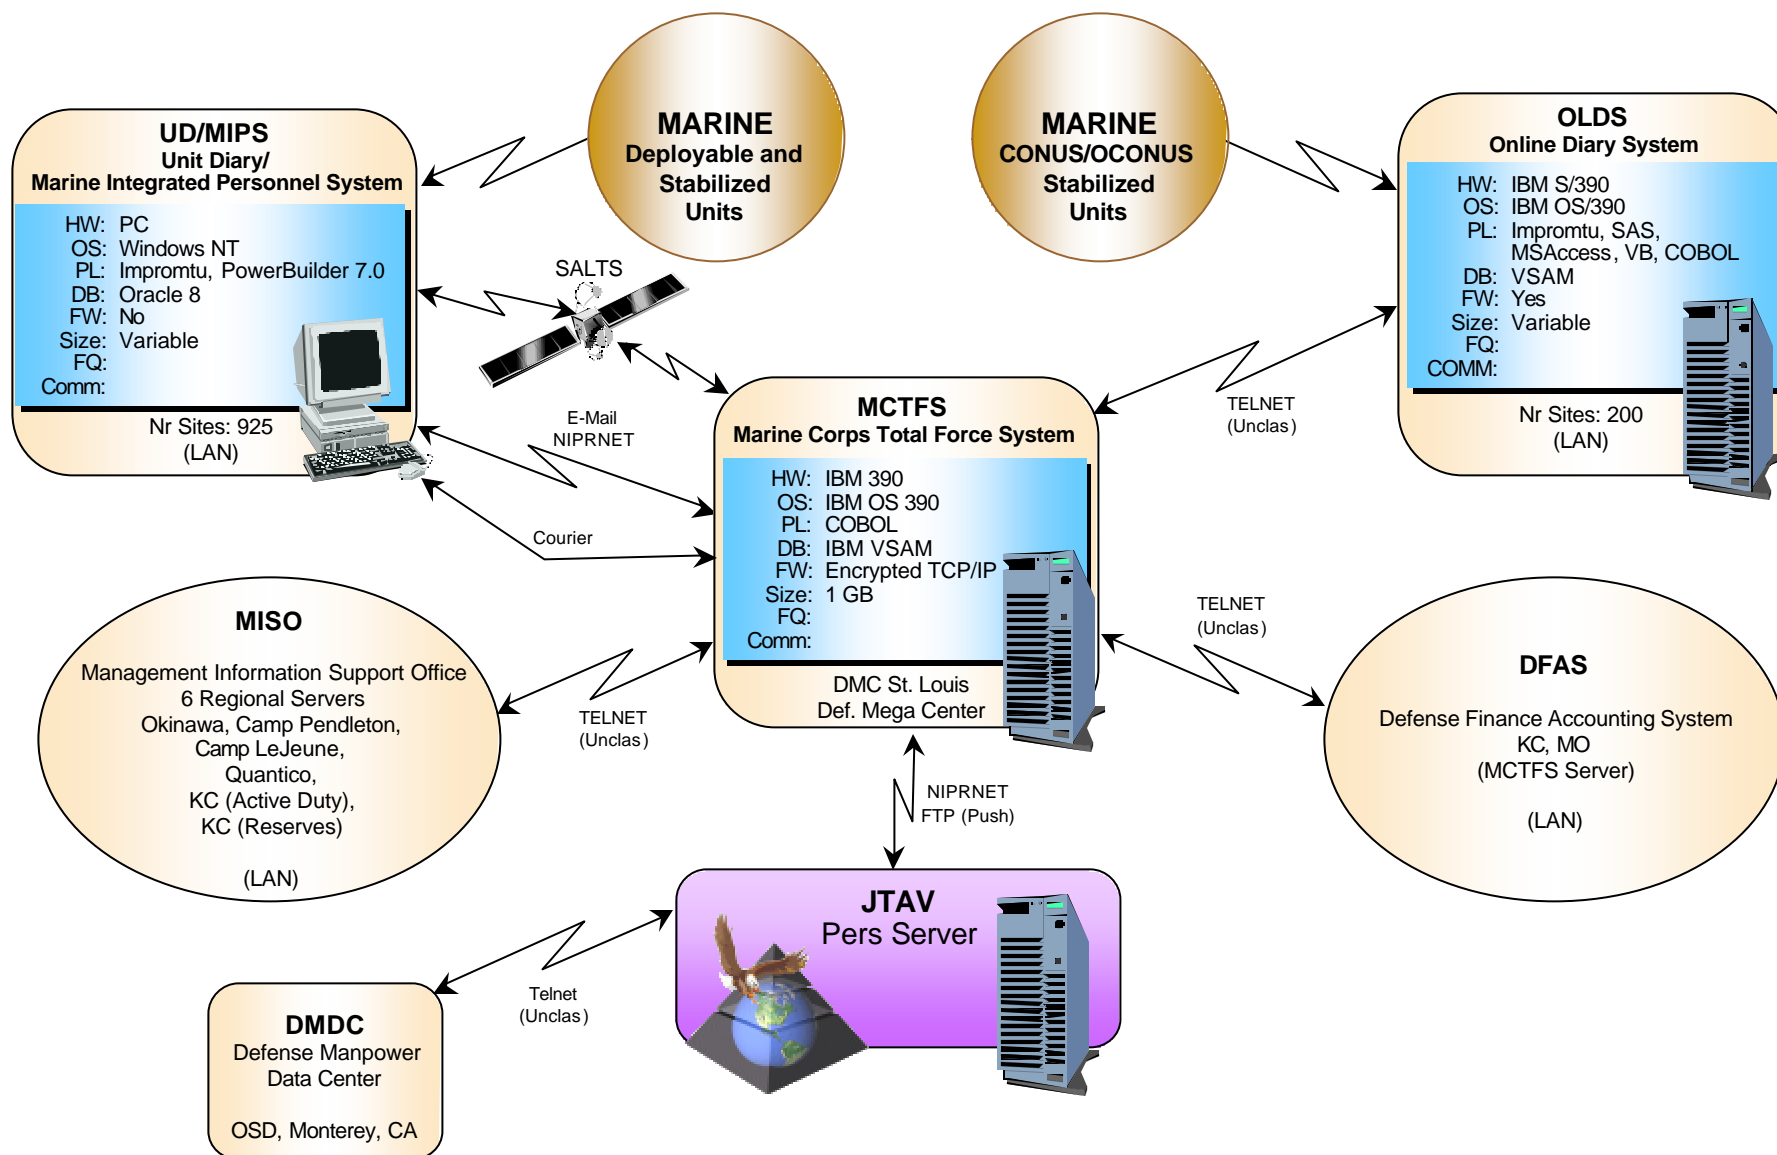 MARINE
Deployable and
Stabilized
Units
MARINE
CONUS/OCONUS
Stabilized
Units
UD/MIPS
Unit Diary/
Marine Integrated Personnel System
HW: PC
OS: Windows NT
PL: Impromtu, PowerBuilder 7.0
DB: Oracle 8
FW: No
Size: Variable
FQ:
Comm:
Nr Sites: 925
(LAN)
OLDS
Online Diary System
HW: IBM S/390
OS: IBM OS/390
PL: Impromtu, SAS,
MSAccess, VB, COBOL
DB: VSAM
FW: Yes
Size: Variable
FQ:
COMM:
Nr Sites: 200
(LAN)
SALTS
E-Mail
NIPRNET
Courier
TELNET
(Unclas)
MCTFS
Marine Corps Total Force System
HW: IBM 390
OS: IBM OS 390
PL: COBOL
DB: IBM VSAM
FW: Encrypted TCP/IP
Size: 1 GB
FQ:
Comm:
DMC St. Louis
Def. Mega Center
MISO
Management Information Support Office
6 Regional Servers
Okinawa, Camp Pendleton,
Camp LeJeune,
Quantico,
KC (Active Duty),
KC (Reserves)
(LAN)
TELNET
(Unclas)
TELNET
(Unclas)
DFAS
Defense Finance Accounting System
KC, MO
(MCTFS Server)
(LAN)
NIPRNET
FTP (Push)
JTAV
Pers Server
Telnet
(Unclas)
DMDC
Defense Manpower
Data Center
OSD, Monterey, CA